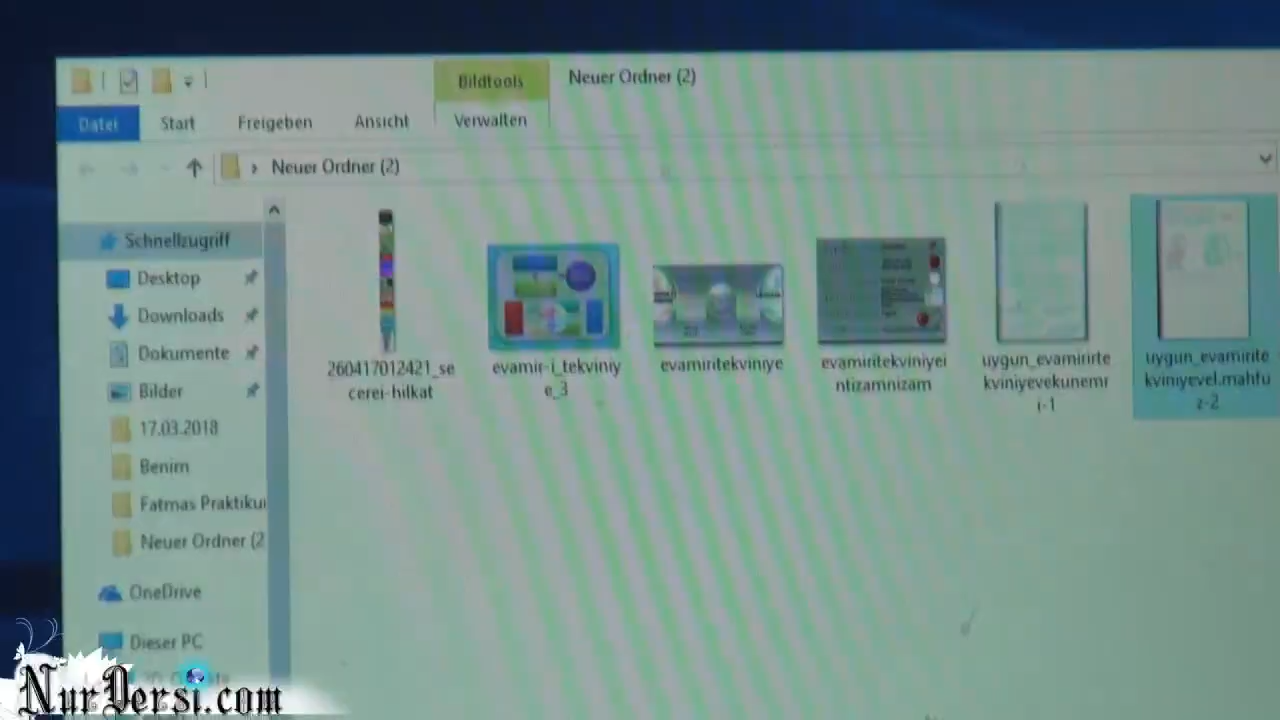 Bildtools
Neuer Ordner (2)
Datei
Start
Freigeben
Ansicht
Verwalten
Neuer Ordner (2)
Schnellzugriff
Desktop
Downloads
Dokumente
Bilder
17.03.2018
Benim
Fatmas Praktikur
Neuer Ordner (2
OneDrive
Dieser PC
260417012421_se
cerei-hilkat
evamir-i_tekviniy
e_3
evamiritekviniye
evamiritekviniyei
ntizamnizam
uygun_evamirirte
kviniyevekunemr
i-1
uygun_evamirite
kviniyevel.mahfu
z-2
NurDersi.com